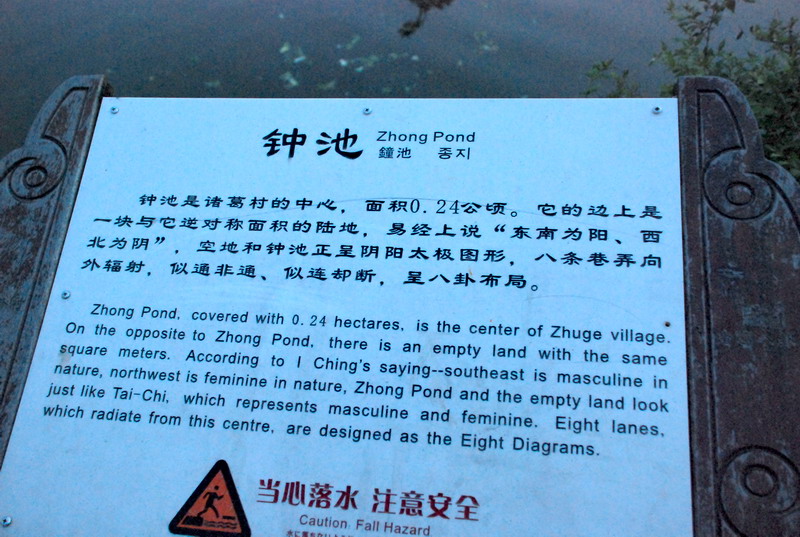 钟池 Zhong Pond
鐘池 종지
钟池是诸葛村的中心，面积0.24公顷。它的边上是
一块与它逆对称面积的陆地，易经上说“东南为阳、西
北为阴”，空地和钟池正呈阴阳太极图形，八条巷弄向
外辐射，似通非通、似连却断，呈八卦布局。
Zhong Pond, covered with 0.24 hectares, is the center of Zhuge village.
On the opposite to Zhong Pond, there is an empty land with the same
square meters. According to I Ching's saying--southeast is masculine in
nature, northwest is feminine in nature, Zhong Pond and the empty land look
just like Tai-Chi, which represents masculine and feminine. Eight lanes,
which radiate from this centre, are designed as the Eight Diagrams.
当心落水 注意安全
Caution. Fall Hazard